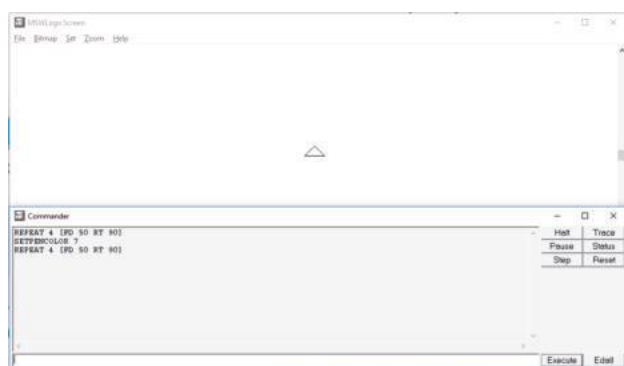 MSWLogo Screen
File Bitmap Set Zoom Help
Commander
REPEAT 4 [FD 50 RT 90]
SETPENCOLOR 7
REPEAT 4 [FD 50 RT 90]
Halt Trace
Pause Status
Step Reset
Execute Edall